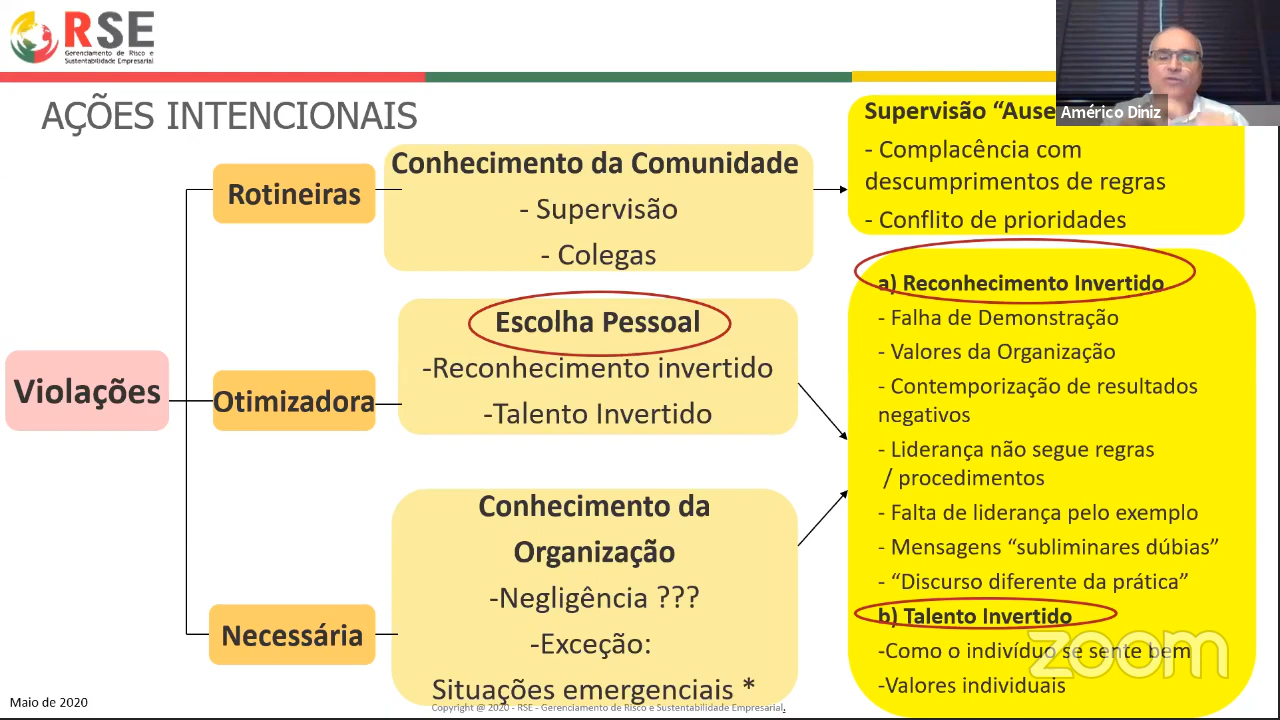 RSE
Gerenciamento de Risco e
Sustentabilidade Empresarial
Américo Diniz
AÇÕES INTENCIONAIS
Violações
Rotineiras
Conhecimento da Comunidade
- Supervisão
- Colegas
Supervisão “Ause
- Complacência com
descumprimentos de regras
- Conflito de prioridades
Otimizadora
Escolha Pessoal
-Reconhecimento invertido
-Talento Invertido
Necessária
Conhecimento da
Organização
-Negligência ???
-Exceção:
Situações emergenciais *
a) Reconhecimento Invertido
- Falha de Demonstração
- Valores da Organização
- Contemporização de resultados
negativos
- Liderança não segue regras
/ procedimentos
- Falta de liderança pelo exemplo
- Mensagens “subliminares dúbias”
- “Discurso diferente da prática”
b) Talento Invertido
-Como o indivíduo se sente bem
-Valores individuais
zoom
Maio de 2020
Copyright @ 2020 - RSE - Gerenciamento de Risco e Sustentabilidade Empresarial.